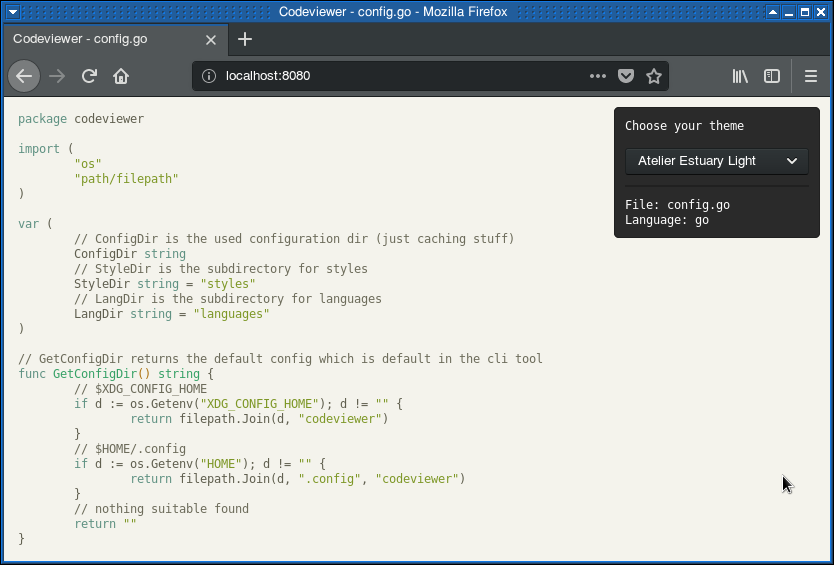 Codeviewer - config.go - Mozilla Firefox
Codeviewer - config.go
localhost:8080
package codeviewer
import (
"os"
"path/filepath"
)
var (
// ConfigDir is the used configuration dir (just caching stuff)
ConfigDir string
// StyleDir is the subdirectory for styles
StyleDir string = "styles"
// LangDir is the subdirectory for languages
LangDir string = "languages"
)
// GetConfigDir returns the default config which is default in the cli tool
func GetConfigDir() string {
// $XDG_CONFIG_HOME
if d := os.Getenv("XDG_CONFIG_HOME"); d != "" {
return filepath.Join(d, "codeviewer")
}
// $HOME/.config
if d := os.Getenv("HOME"); d != "" {
return filepath.Join(d, ".config", "codeviewer")
}
// nothing suitable found
return ""
}
Choose your theme
Atelier Estuary Light
File: config.go
Language: go